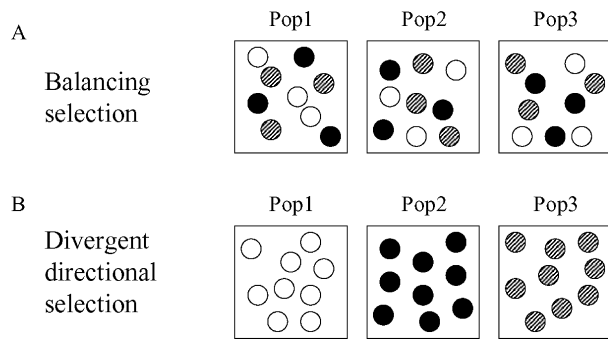 Pop1 Pop2 Pop3
A
Balancing
selection
Pop1 Pop2 Pop3
B
Divergent
directional
selection